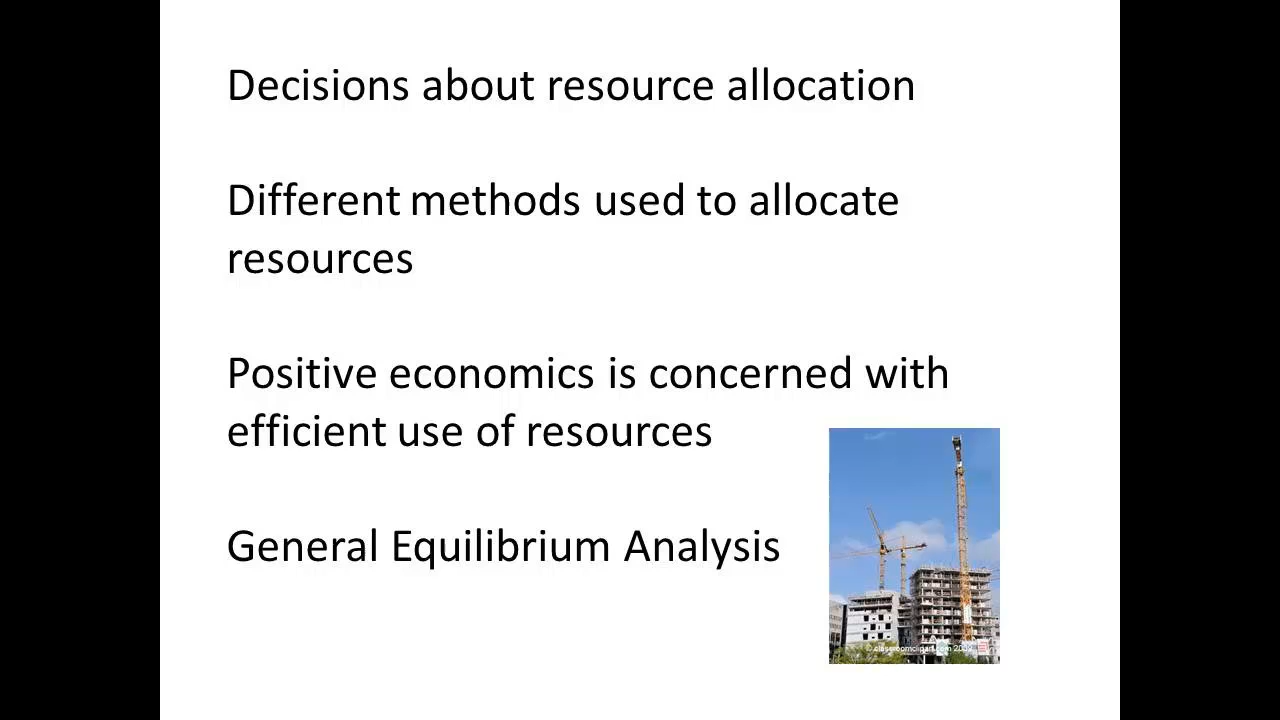 Decisions about resource allocation
Different methods used to allocate
resources
Positive economics is concerned with
efficient use of resources
General Equilibrium Analysis